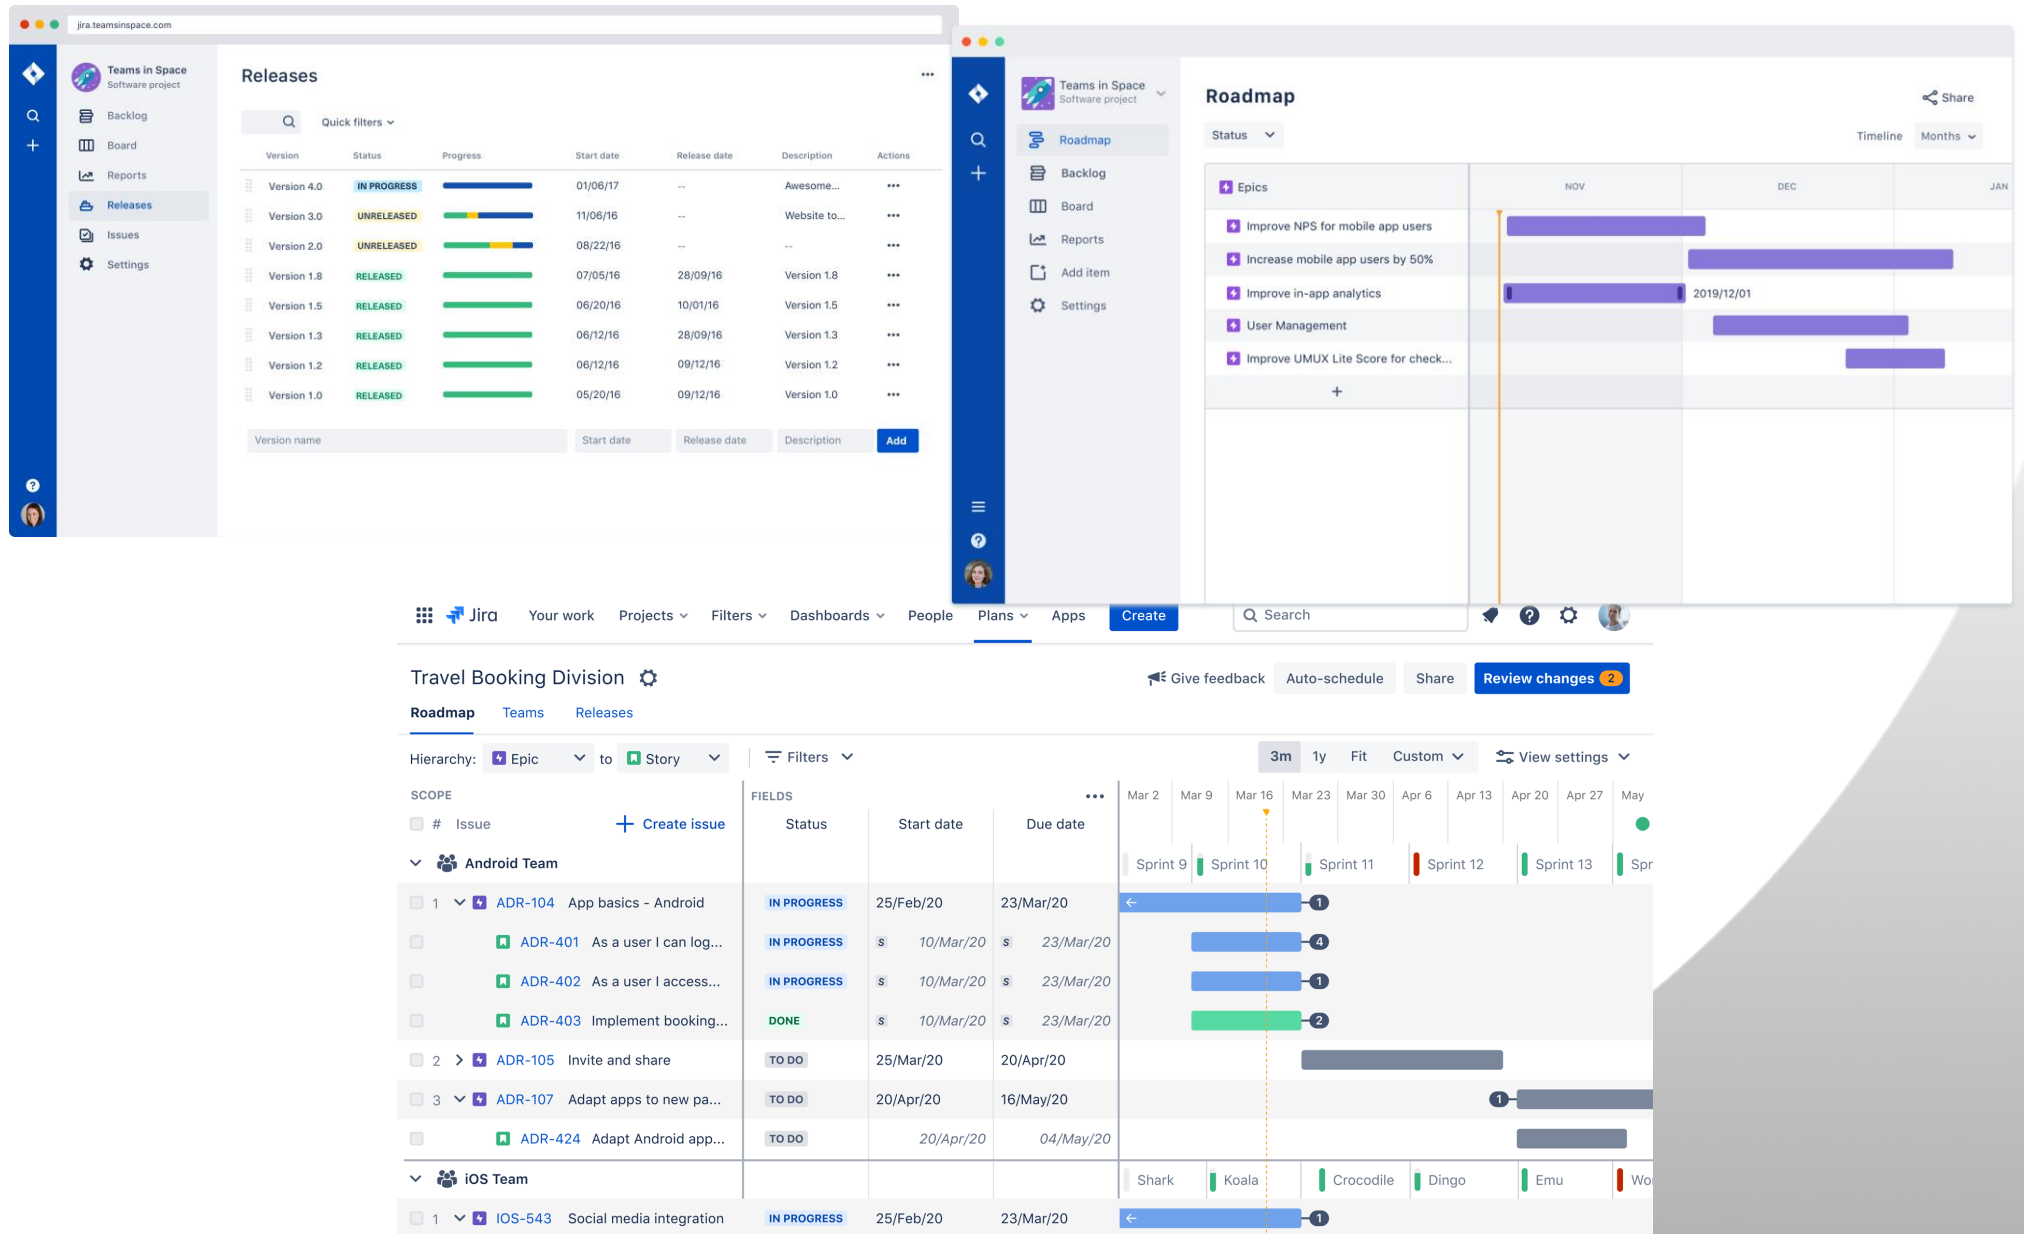 jira.teamsinspace.com
Teams in Space
Software project
Backlog
Board
Reports
Releases
Issues
Settings
Releases
Quick filters
Version Status Progress Start date Release date Description Actions
Version 4.0 IN PROGRESS 01/06/17 -- Awesome...
Version 3.0 UNRELEASED 11/06/16 -- Website to...
Version 2.0 UNRELEASED 08/22/16 -- --
Version 1.8 RELEASED 07/05/16 28/09/16 Version 1.8
Version 1.5 RELEASED 06/20/16 10/01/16 Version 1.5
Version 1.3 RELEASED 06/12/16 28/09/16 Version 1.3
Version 1.2 RELEASED 06/12/16 09/12/16 Version 1.2
Version 1.0 RELEASED 05/20/16 09/12/16 Version 1.0
Version name Start date Release date Description Add
Teams in Space
Software project
Roadmap
Backlog
Board
Reports
Add item
Settings
Roadmap
Share
Status Timeline Months
Epics NOV DEC JAN
Improve NPS for mobile app users
Increase mobile app users by 50%
Improve in-app analytics 2019/12/01
User Management
Improve UMUX Lite Score for check...
Jira Your work Projects Filters Dashboards People Plans Apps Create Search
Travel Booking Division Give feedback Auto-schedule Share Review changes 2
Roadmap Teams Releases
Hierarchy: Epic to Story Filters 3m 1y Fit Custom View settings
SCOPE FIELDS Mar 2 Mar 9 Mar 16 Mar 23 Mar 30 Apr 6 Apr 13 Apr 20 Apr 27 May
# Issue Create issue Status Start date Due date
Android Team Sprint 9 Sprint 10 Sprint 11 Sprint 12 Sprint 13 Spr
1 ADR-104 App basics - Android IN PROGRESS 25/Feb/20 23/Mar/20 1
ADR-401 As a user I can log... IN PROGRESS S 10/Mar/20 S 23/Mar/20 4
ADR-402 As a user I access... IN PROGRESS S 10/Mar/20 S 23/Mar/20 1
ADR-403 Implement booking... DONE S 10/Mar/20 S 23/Mar/20 2
2 ADR-105 Invite and share TO DO 25/Mar/20 20/Apr/20
3 ADR-107 Adapt apps to new pa... TO DO 20/Apr/20 16/May/20 1
ADR-424 Adapt Android app... TO DO 20/Apr/20 04/May/20
iOS Team Shark Koala Crocodile Dingo Emu Wo
1 IOS-543 Social media integration IN PROGRESS 25/Feb/20 23/Mar/20 1